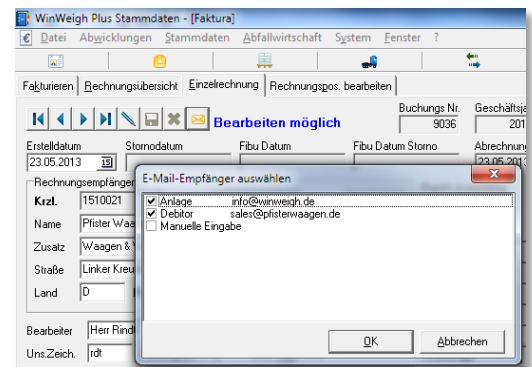 WinWeigh Plus Stammdaten - [Faktura]
€ Datei Abwicklungen Stammdaten Abfallwirtschaft System Fenster ?
Fakturieren Rechnungsübersicht Einzelrechnung Rechnungspos. bearbeiten
Bearbeiten möglich
Buchungs Nr. Geschäftsja
9036 201
Erstelldatum Stornodatum Fibu Datum Fibu Datum Storno Abrechnun
23.05.2013 15 23.05.2013
Rechnungsempfänger
E-Mail-Empfänger auswählen
Krzl. 1510021
Anlage info@winweigh.de
Debitor sales@pfisterwaagen.de
Manuelle Eingabe
Name Pfister Waa
Zusatz Waagen &
Straße Linker Kreu
Land D
Bearbeiter Herr Rind
OK Abbrechen
Uns.Zeich. rdt